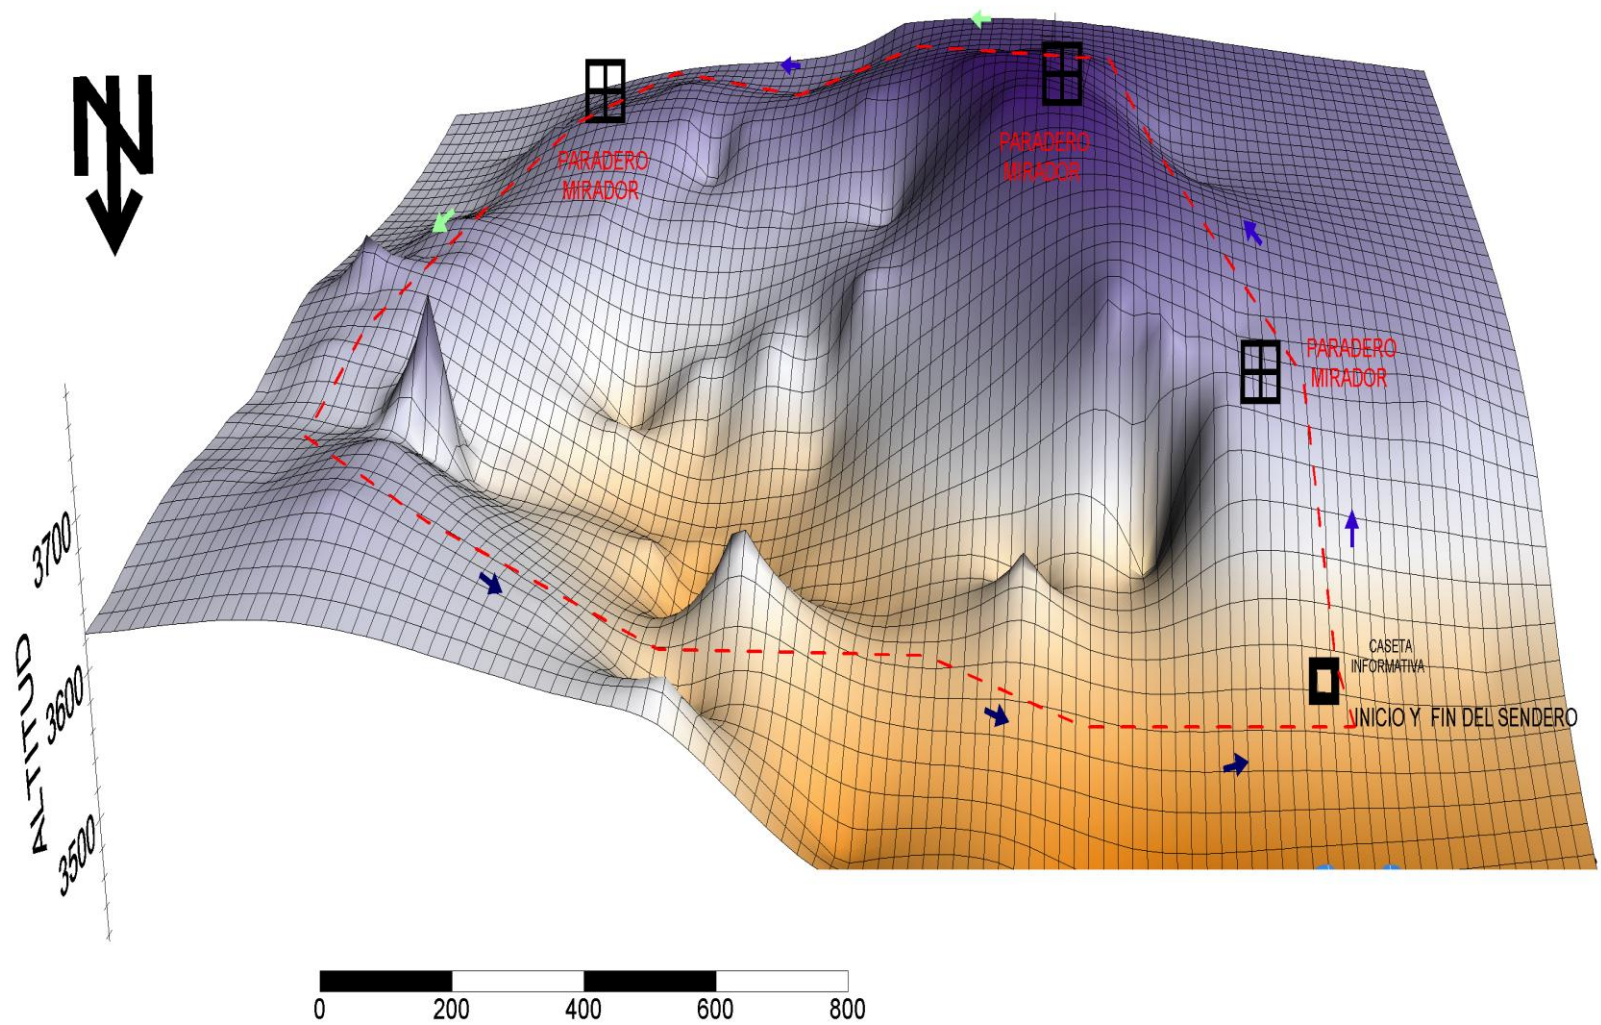 N
PARADERO
MIRADOR
PARADERO
MIRADOR
PARADERO
MIRADOR
CASETA
INFORMATIVA
INICIO Y FIN DEL SENDERO
ALTITUD
3700
3600
3500
0 200 400 600 800